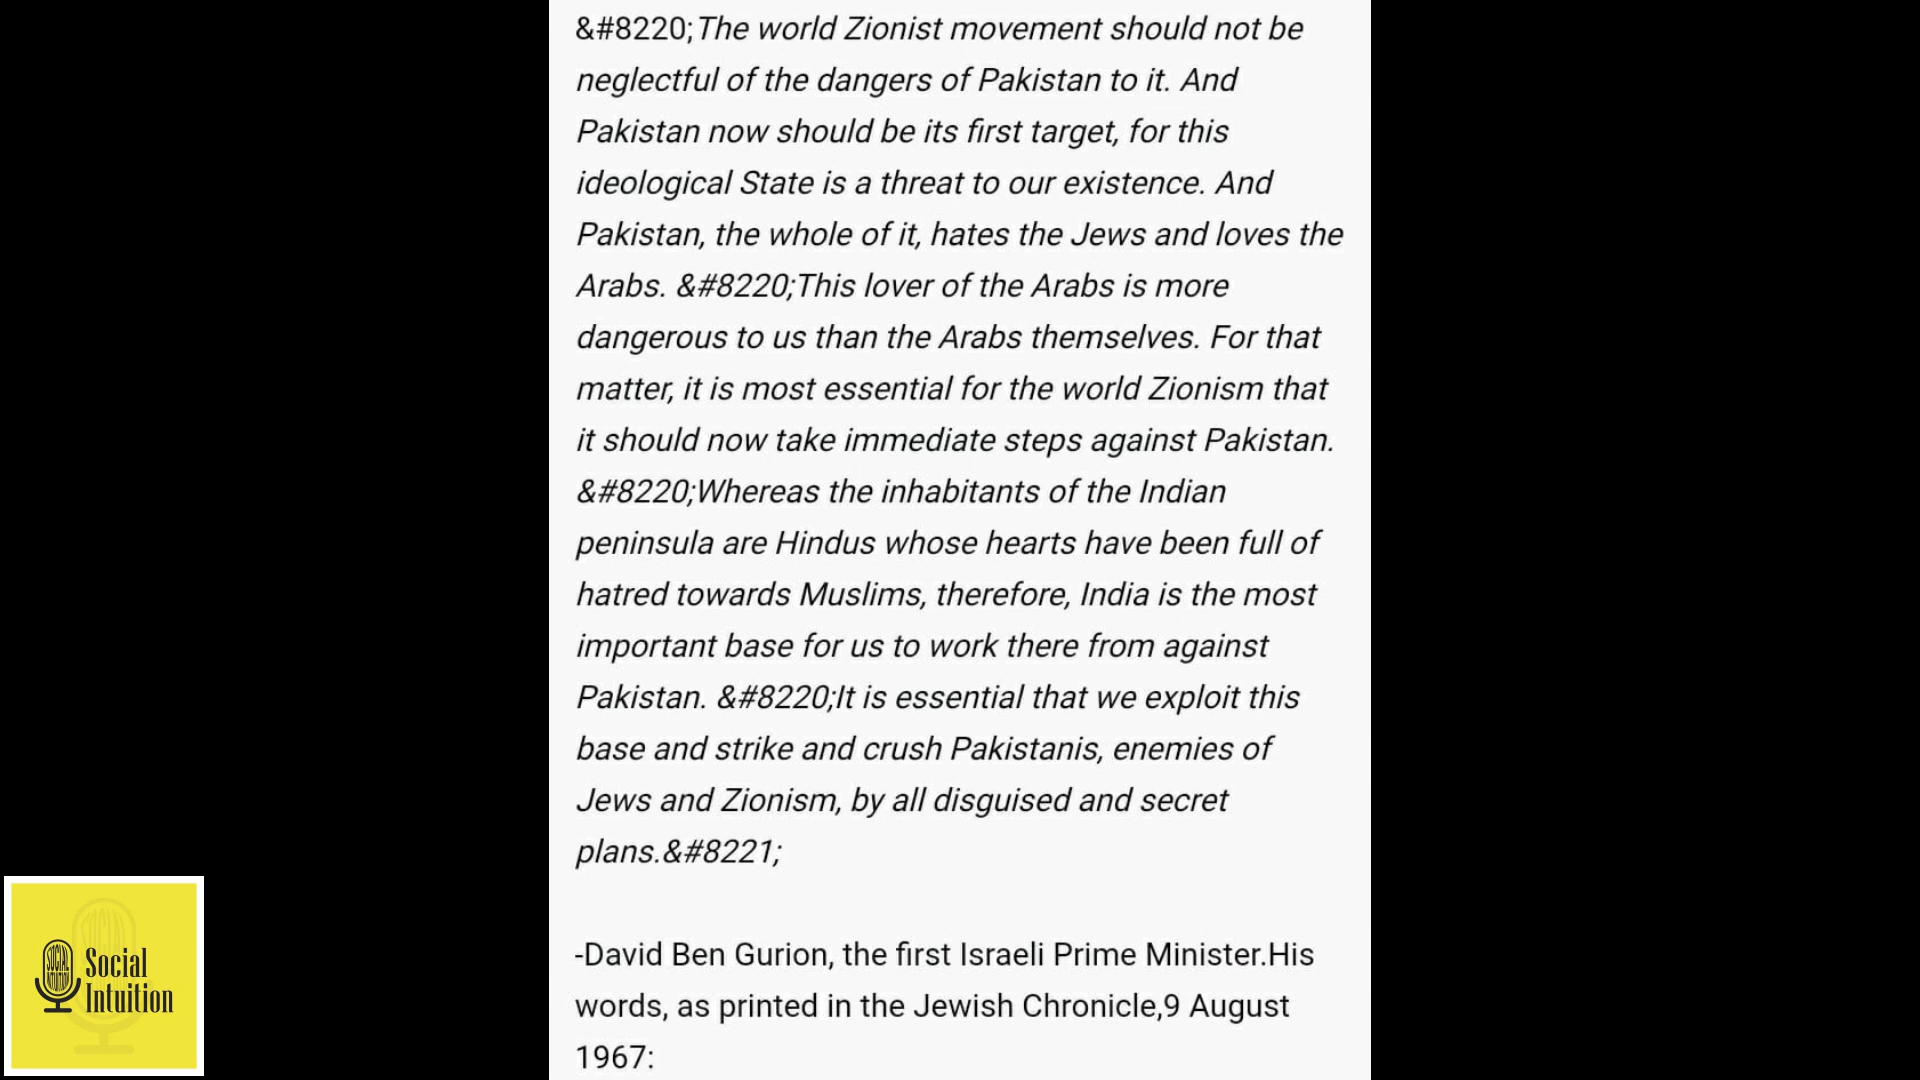 &#8220;The world Zionist movement should not be
neglectful of the dangers of Pakistan to it. And
Pakistan now should be its first target, for this
ideological State is a threat to our existence. And
Pakistan, the whole of it, hates the Jews and loves the
Arabs. &#8220;This lover of the Arabs is more
dangerous to us than the Arabs themselves. For that
matter, it is most essential for the world Zionism that
it should now take immediate steps against Pakistan.
&#8220;Whereas the inhabitants of the Indian
peninsula are Hindus whose hearts have been full of
hatred towards Muslims, therefore, India is the most
important base for us to work there from against
Pakistan. &#8220;It is essential that we exploit this
base and strike and crush Pakistanis, enemies of
Jews and Zionism, by all disguised and secret
plans.&#8221;
-David Ben Gurion, the first Israeli Prime Minister.His
words, as printed in the Jewish Chronicle,9 August
1967:
Social
Intuition